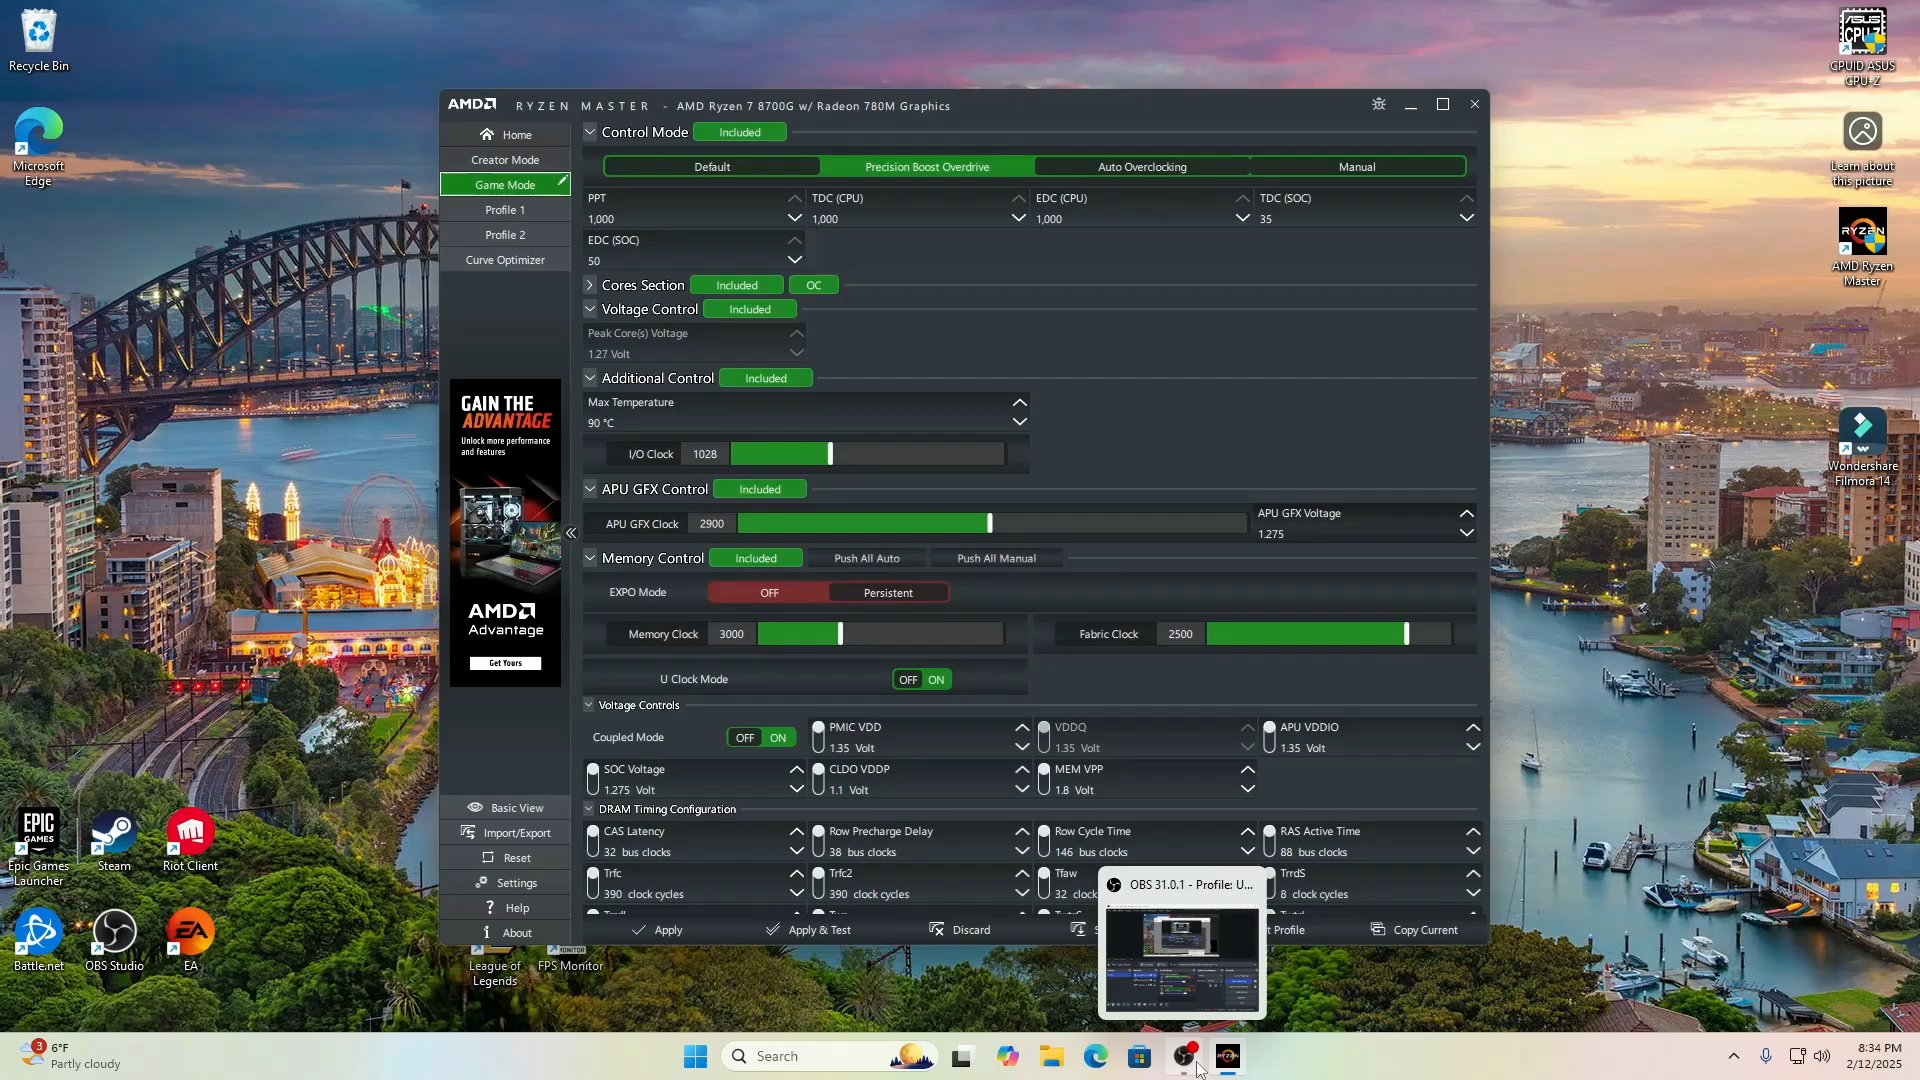 Recycle Bin
Microsoft
Edge
ASUS
CPU-Z
CPUID ASUS
CPU-Z
Learn about
this picture
RYZEN
AMD Ryzen
Master
Wondershare
Filmora 14
EPIC
GAMES
Epic Games
Launcher
Steam
Riot Client
Battle.net
OBS Studio
EA
EA
League of
Legends
MONITOR
FPS Monitor
AMD RYZEN MASTER - AMD Ryzen 7 8700G w/ Radeon 780M Graphics
Home
Creator Mode
Game Mode
Profile 1
Profile 2
Curve Optimizer
GAIN THE
ADVANTAGE
Unlock more performance
and features
AMD
Advantage
Get Yours
Basic View
Import/Export
Reset
Settings
Help
About
Control Mode Included
Default Precision Boost Overdrive Auto Overclocking Manual
PPT TDC (CPU) EDC (CPU) TDC (SOC)
1,000 1,000 1,000 35
EDC (SOC)
50
Cores Section Included OC
Voltage Control Included
Peak Core(s) Voltage
1.27 Volt
Additional Control Included
Max Temperature
90 °C
I/O Clock 1028
APU GFX Control Included
APU GFX Clock 2900
APU GFX Voltage
1.275
Memory Control Included Push All Auto Push All Manual
EXPO Mode OFF Persistent
Memory Clock 3000 Fabric Clock 2500
U Clock Mode OFF ON
Voltage Controls
Coupled Mode OFF ON
PMIC VDD VDDQ APU VDDIO
1.35 Volt 1.35 Volt 1.35 Volt
SOC Voltage CLDO VDDP MEM VPP
1.275 Volt 1.1 Volt 1.8 Volt
DRAM Timing Configuration
CAS Latency Row Precharge Delay Row Cycle Time RAS Active Time
32 bus clocks 38 bus clocks 146 bus clocks 88 bus clocks
Trfc Trfc2 Tfaw TrrdS
390 clock cycles 390 clock cycles 32 clock 8 clock cycles
Apply Apply & Test Discard Profile Copy Current
OBS 31.0.1 - Profile: U...
3
6°F
Partly cloudy
Search
RYZEN
8:34 PM
2/12/2025